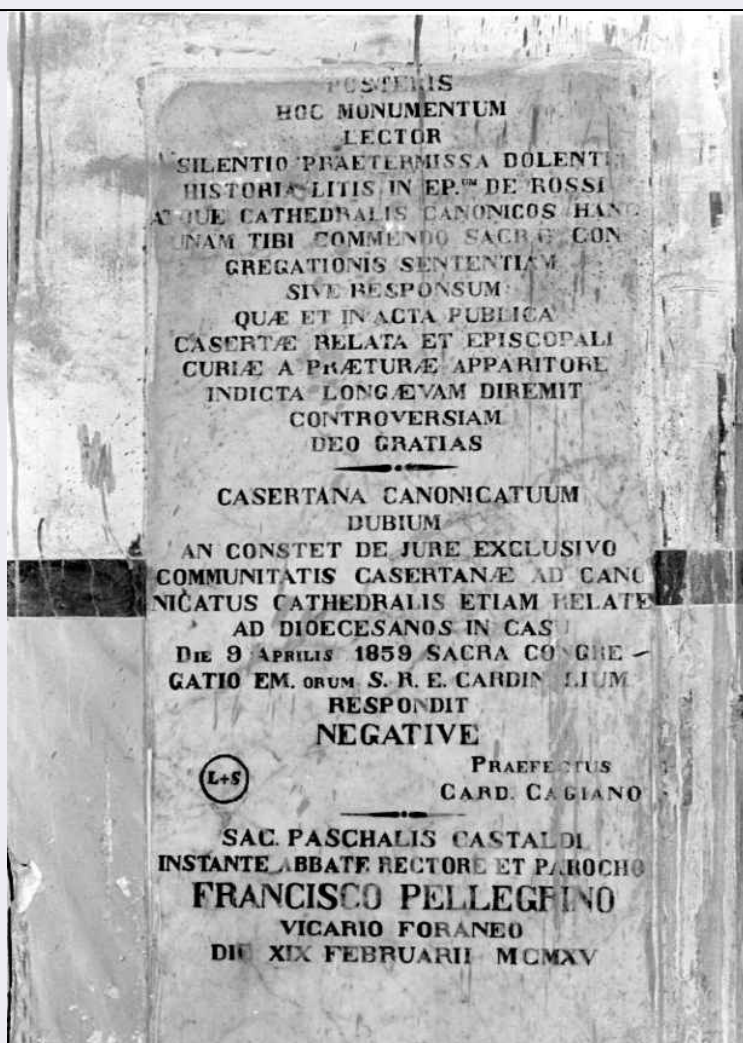 POSTERIS
HOC MONUMENTUM
LECTOR
SILENTIO PRAETERMISSA DOLENTI
HISTORIA LITIS IN EP.UM DE ROSSI
ATQUE CATHEDRALIS CANONICOS HANC
UNAM TIBI COMMENDO SACRÆ CON
GREGATIONIS SENTENTIAM
SIVE RESPONSUM
QUÆ ET IN ACTA PUBLICA
CASERTÆ RELATA ET EPISCOPALI
CURIÆ A PRÆTURÆ APPARITORE
INDICTA LONGÆVAM DIREMIT
CONTROVERSIAM
DEO GRATIAS
CASERTANA CANONICATUUM
DUBIUM
AN CONSTET DE JURE EXCLUSIVO
COMMUNITATIS CASERTANÆ AD CANO
NICATUS CATHEDRALIS ETIAM RELATE
AD DIOECESANOS IN CASU
DIE 9 APRILIS 1859 SACRA CONGRE -
GATIO EM. ORUM S. R. E. CARDINALIUM
RESPONDIT
NEGATIVE
L+S
PRAEFECTUS
CARD. CAGIANO
SAC. PASCHALIS CASTALDI
INSTANTE ABBATE RECTORE ET PAROCHO
FRANCISCO PELLEGRINO
VICARIO FORANEO
DIE XIX FEBRUARII MCMXV